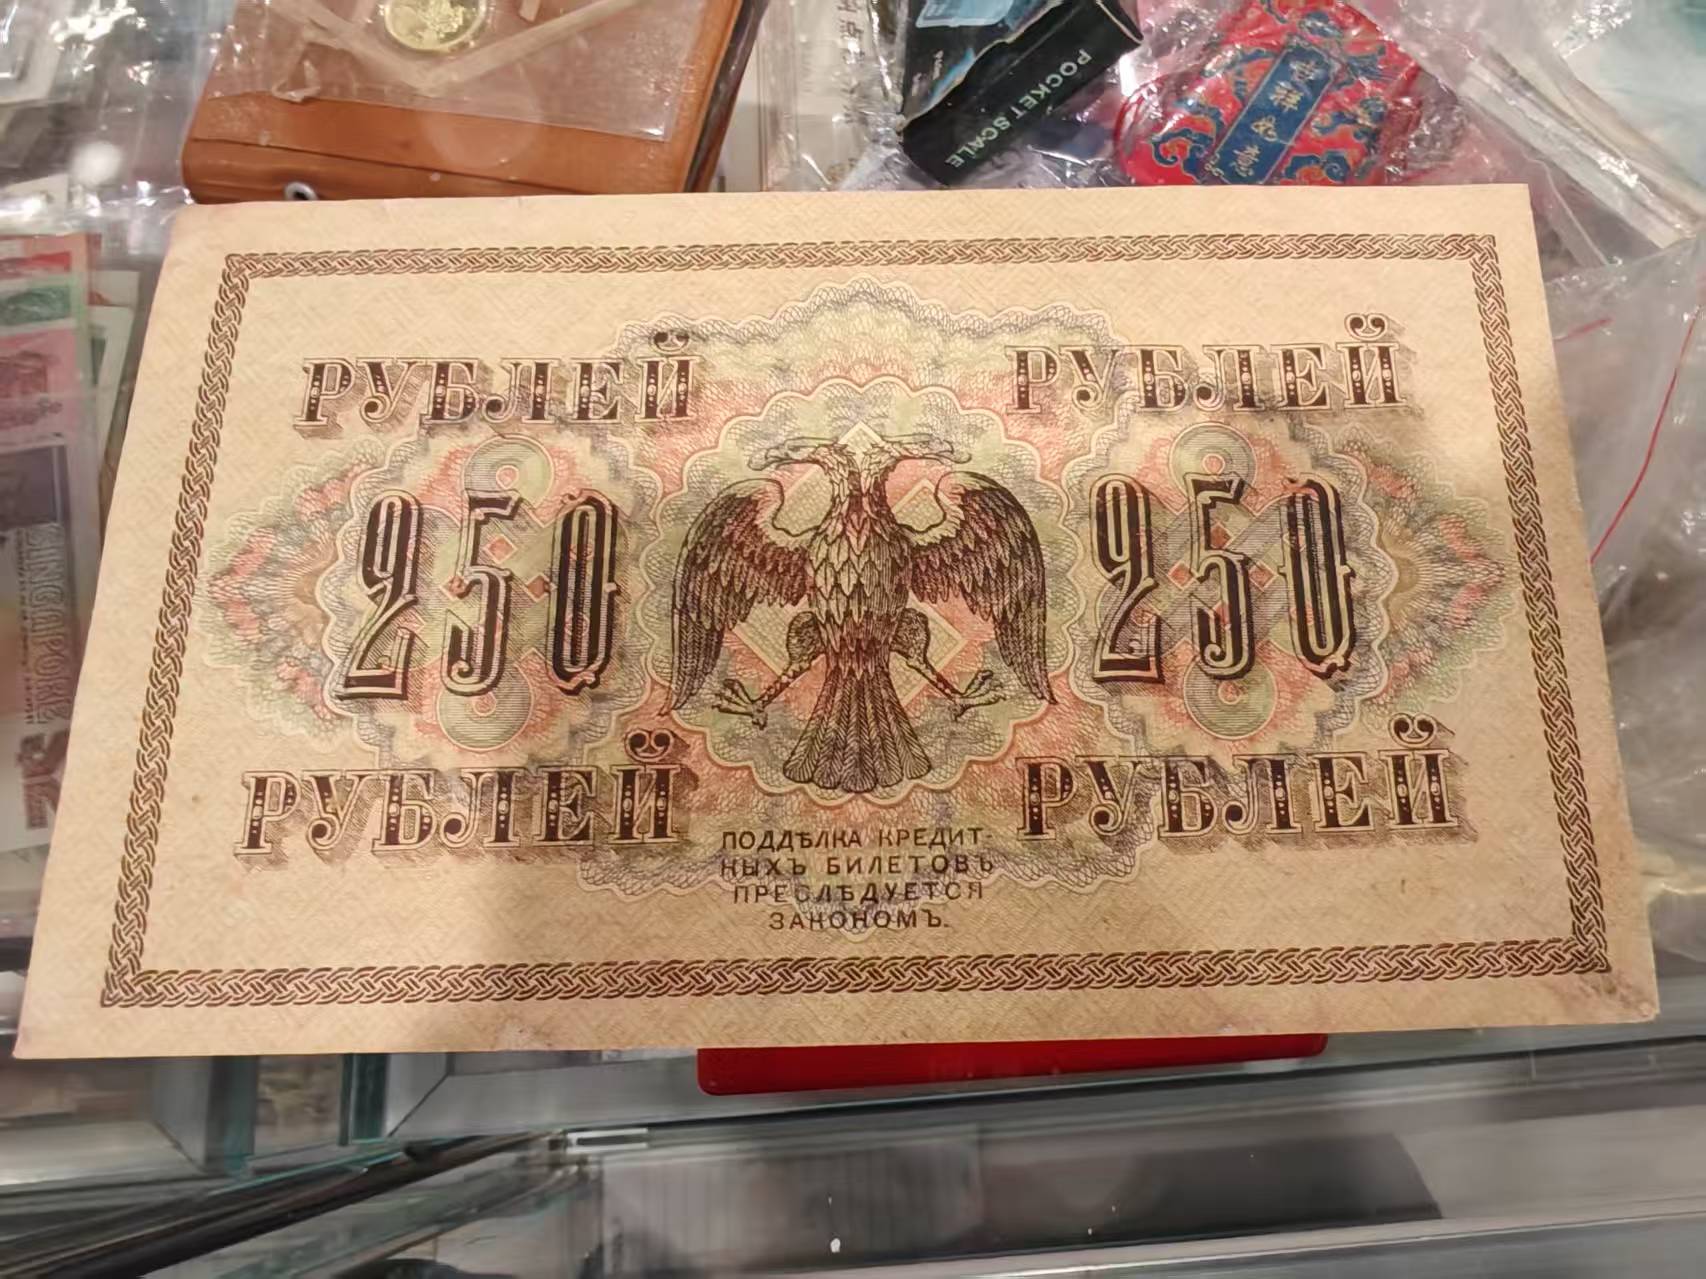 POCKET SCALE
РУБЛЕЙ РУБЛЕЙ
250 250
РУБЛЕЙ РУБЛЕЙ
ПОДДѢЛКА КРЕДИТ-
НЫХЪ БИЛЕТОВЪ
ПРЕСЛѢДУЕТСЯ
ЗАКОНОМЪ.
SINGAPORE